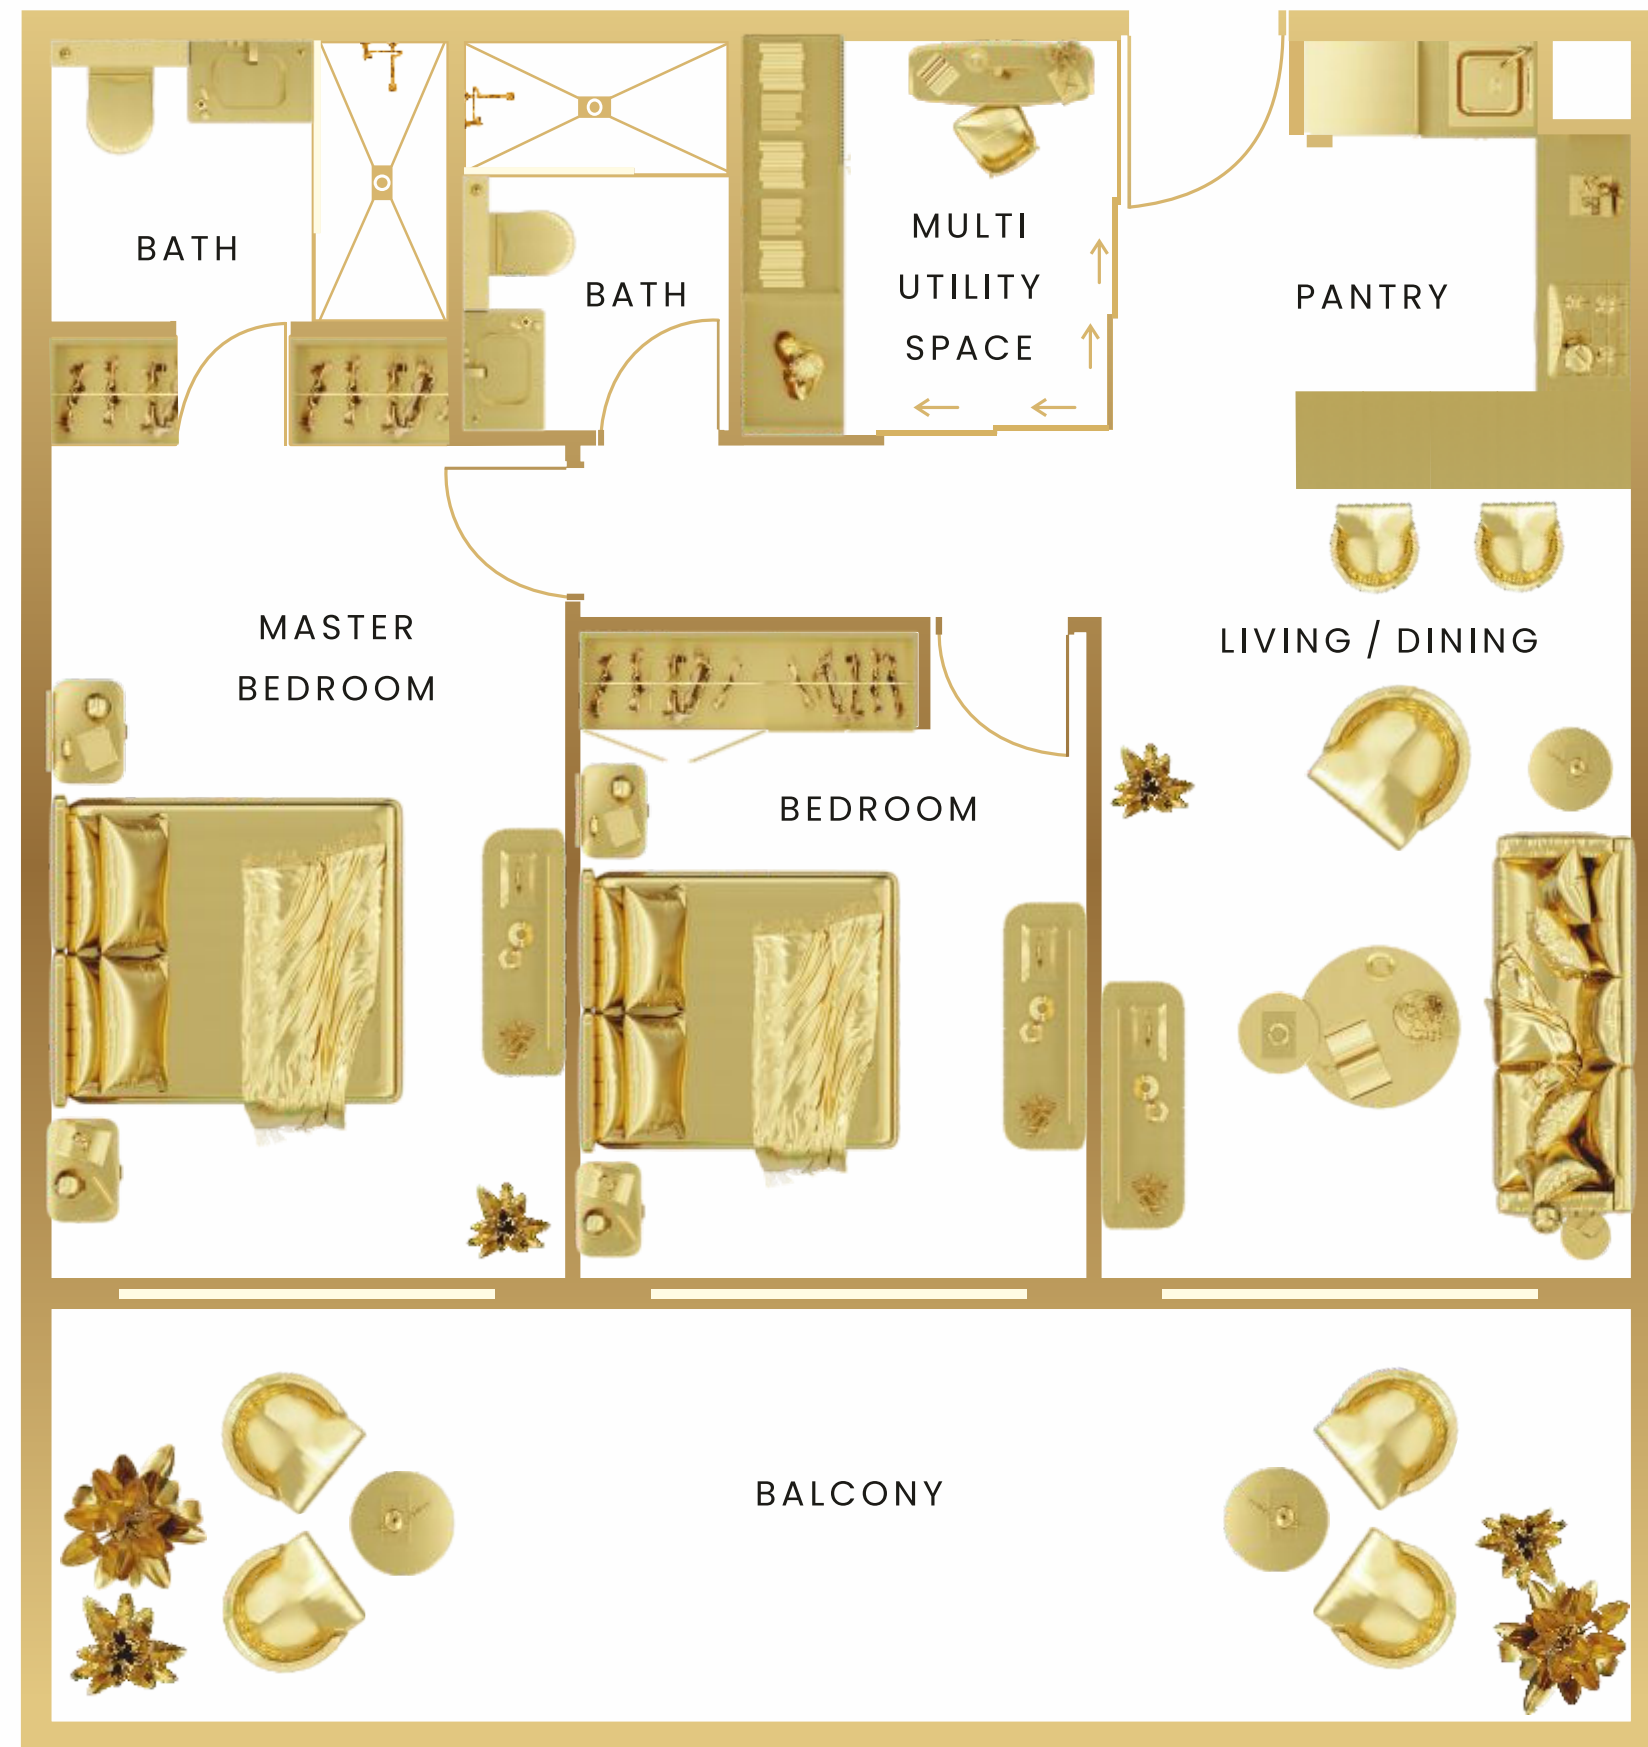 BATH
BATH
MULTI
UTILITY
SPACE
PANTRY
MASTER
BEDROOM
LIVING / DINING
BEDROOM
BALCONY